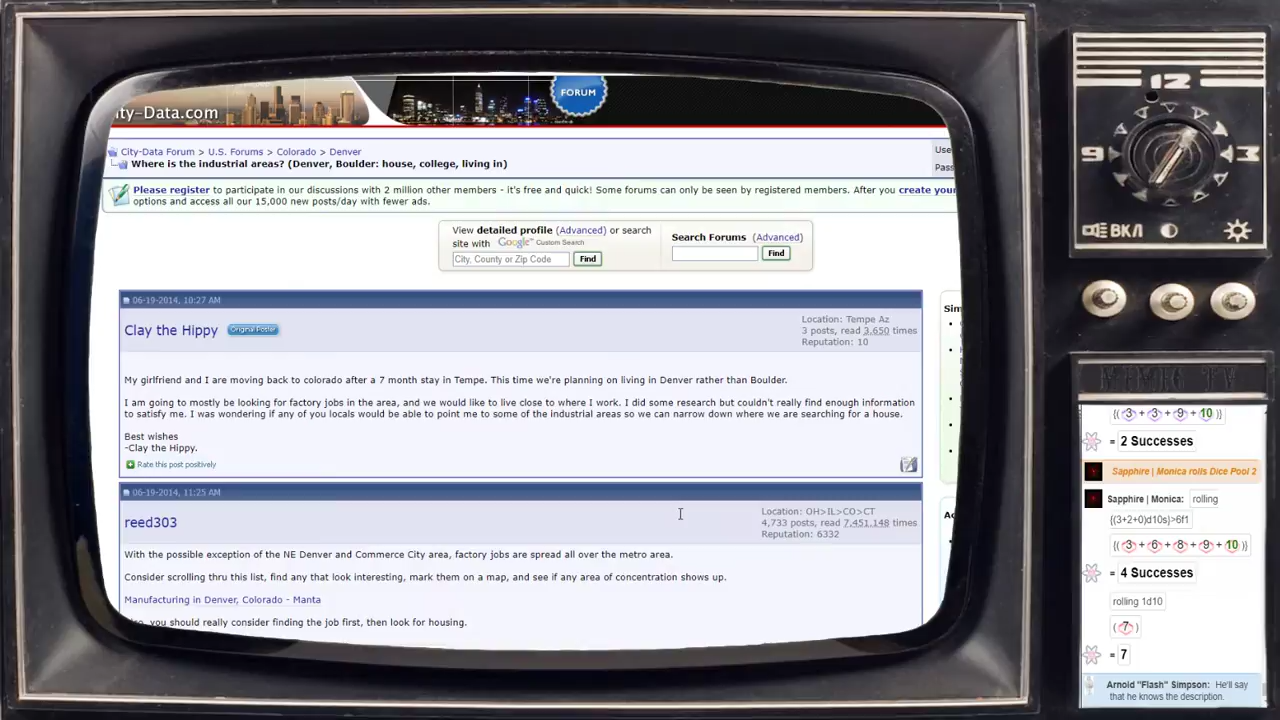 ity-Data.com
FORUM
City-Data Forum > U.S. Forums > Colorado > Denver
Where is the industrial areas? (Denver, Boulder: house, college, living in)
Use
Pass
Please register to participate in our discussions with 2 million other members - it's free and quick! Some forums can only be seen by registered members. After you create your
options and access all our 15,000 new posts/day with fewer ads.
View detailed profile (Advanced) or search
site with Google Custom Search
City, County or Zip Code Find
Search Forums (Advanced)
Find
06-19-2014, 10:27 AM
Clay the Hippy Original Poster
Location: Tempe Az
3 posts, read 3,650 times
Reputation: 10
My girlfriend and I are moving back to colorado after a 7 month stay in Tempe. This time we're planning on living in Denver rather than Boulder.
I am going to mostly be looking for factory jobs in the area, and we would like to live close to where I work. I did some research but couldn't really find enough information
to satisfy me. I was wondering if any of you locals would be able to point me to some of the industrial areas so we can narrow down where we are searching for a house.
Best wishes
-Clay the Hippy.
Rate this post positively
Sim
06-19-2014, 11:25 AM
reed303
Location: OH>IL>CO>CT
4,733 posts, read 7,451,148 times
Reputation: 6332
With the possible exception of the NE Denver and Commerce City area, factory jobs are spread all over the metro area.
Consider scrolling thru this list, find any that look interesting, mark them on a map, and see if any area of concentration shows up.
Manufacturing in Denver, Colorado - Manta
you should really consider finding the job first, then look for housing.
12
9
3
ВКЛ
{(3+3+9+10)}
= 2 Successes
Sapphire | Monica rolls Dice Pool 2
Sapphire | Monica: rolling
{(3+2+0)d10s}>6f1
{(3+6+8+9+10)}
= 4 Successes
rolling 1d10
(7)
= 7
Arnold "Flash" Simpson: He'll say
that he knows the description.